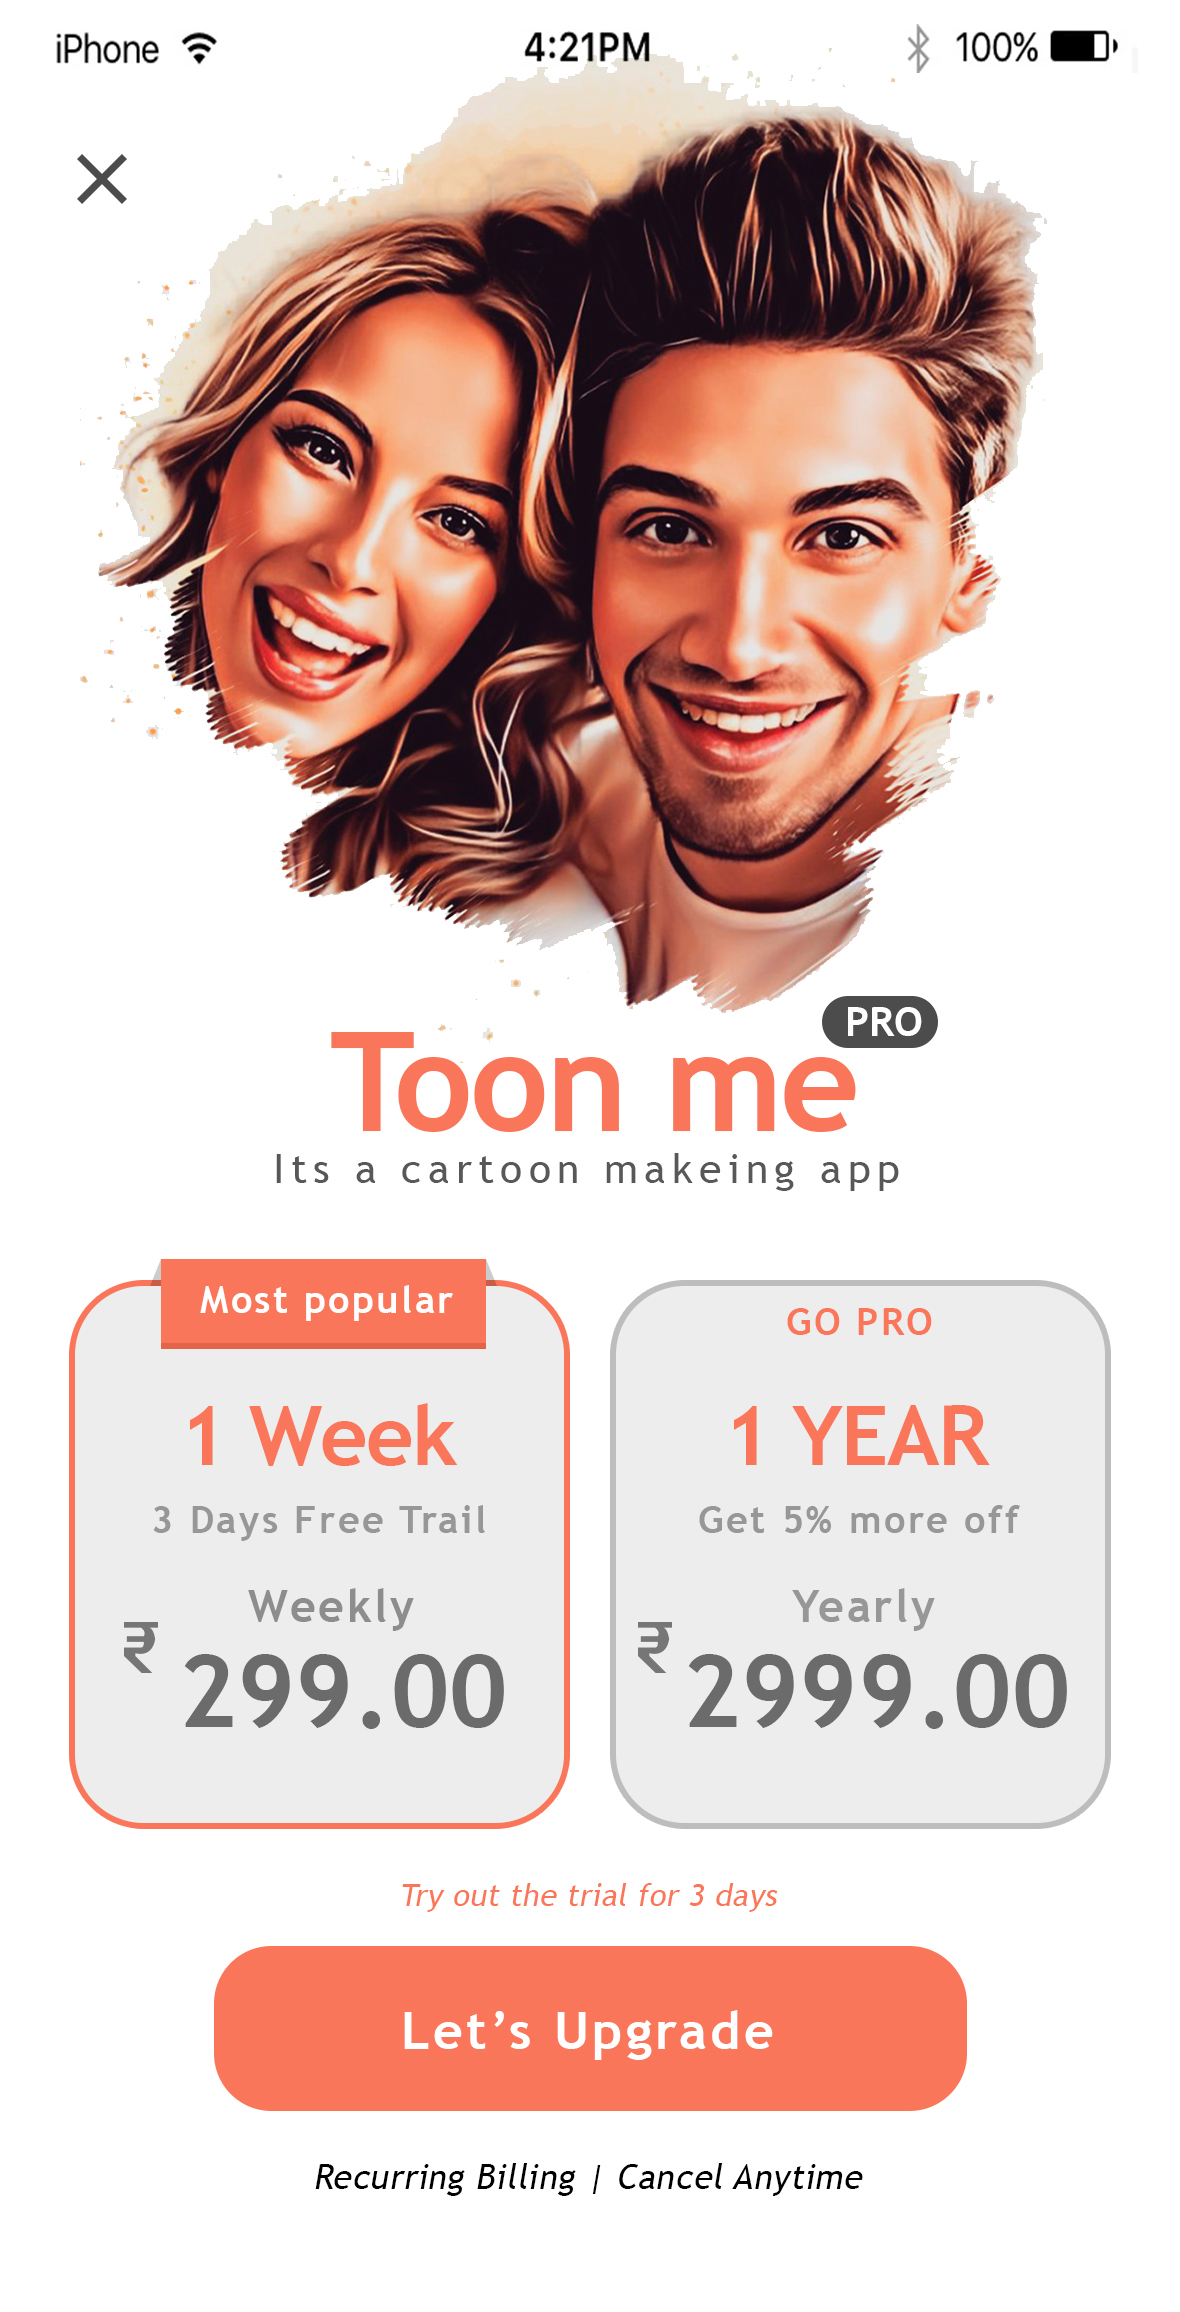 iPhone 4:21PM 100%
PRO
Toon me
Its a cartoon makeing app
Most popular
1 Week
3 Days Free Trail
Weekly
₹ 299.00
GO PRO
1 YEAR
Get 5% more off
Yearly
₹ 2999.00
Try out the trial for 3 days
Let’s Upgrade
Recurring Billing | Cancel Anytime